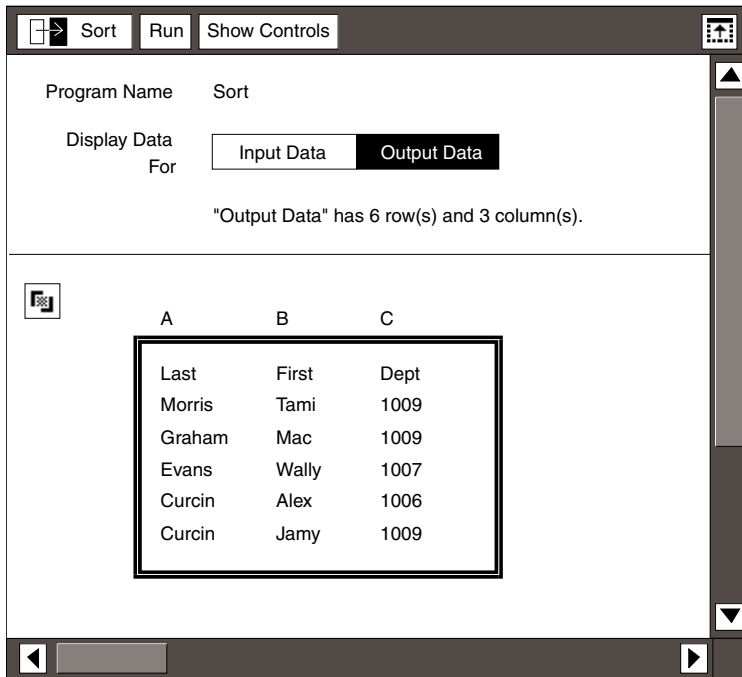 Sort Run Show Controls
Program Name Sort
Display Data
For
Input Data Output Data
"Output Data" has 6 row(s) and 3 column(s).
A B C
Last First Dept
Morris Tami 1009
Graham Mac 1009
Evans Wally 1007
Curcin Alex 1006
Curcin Jamy 1009